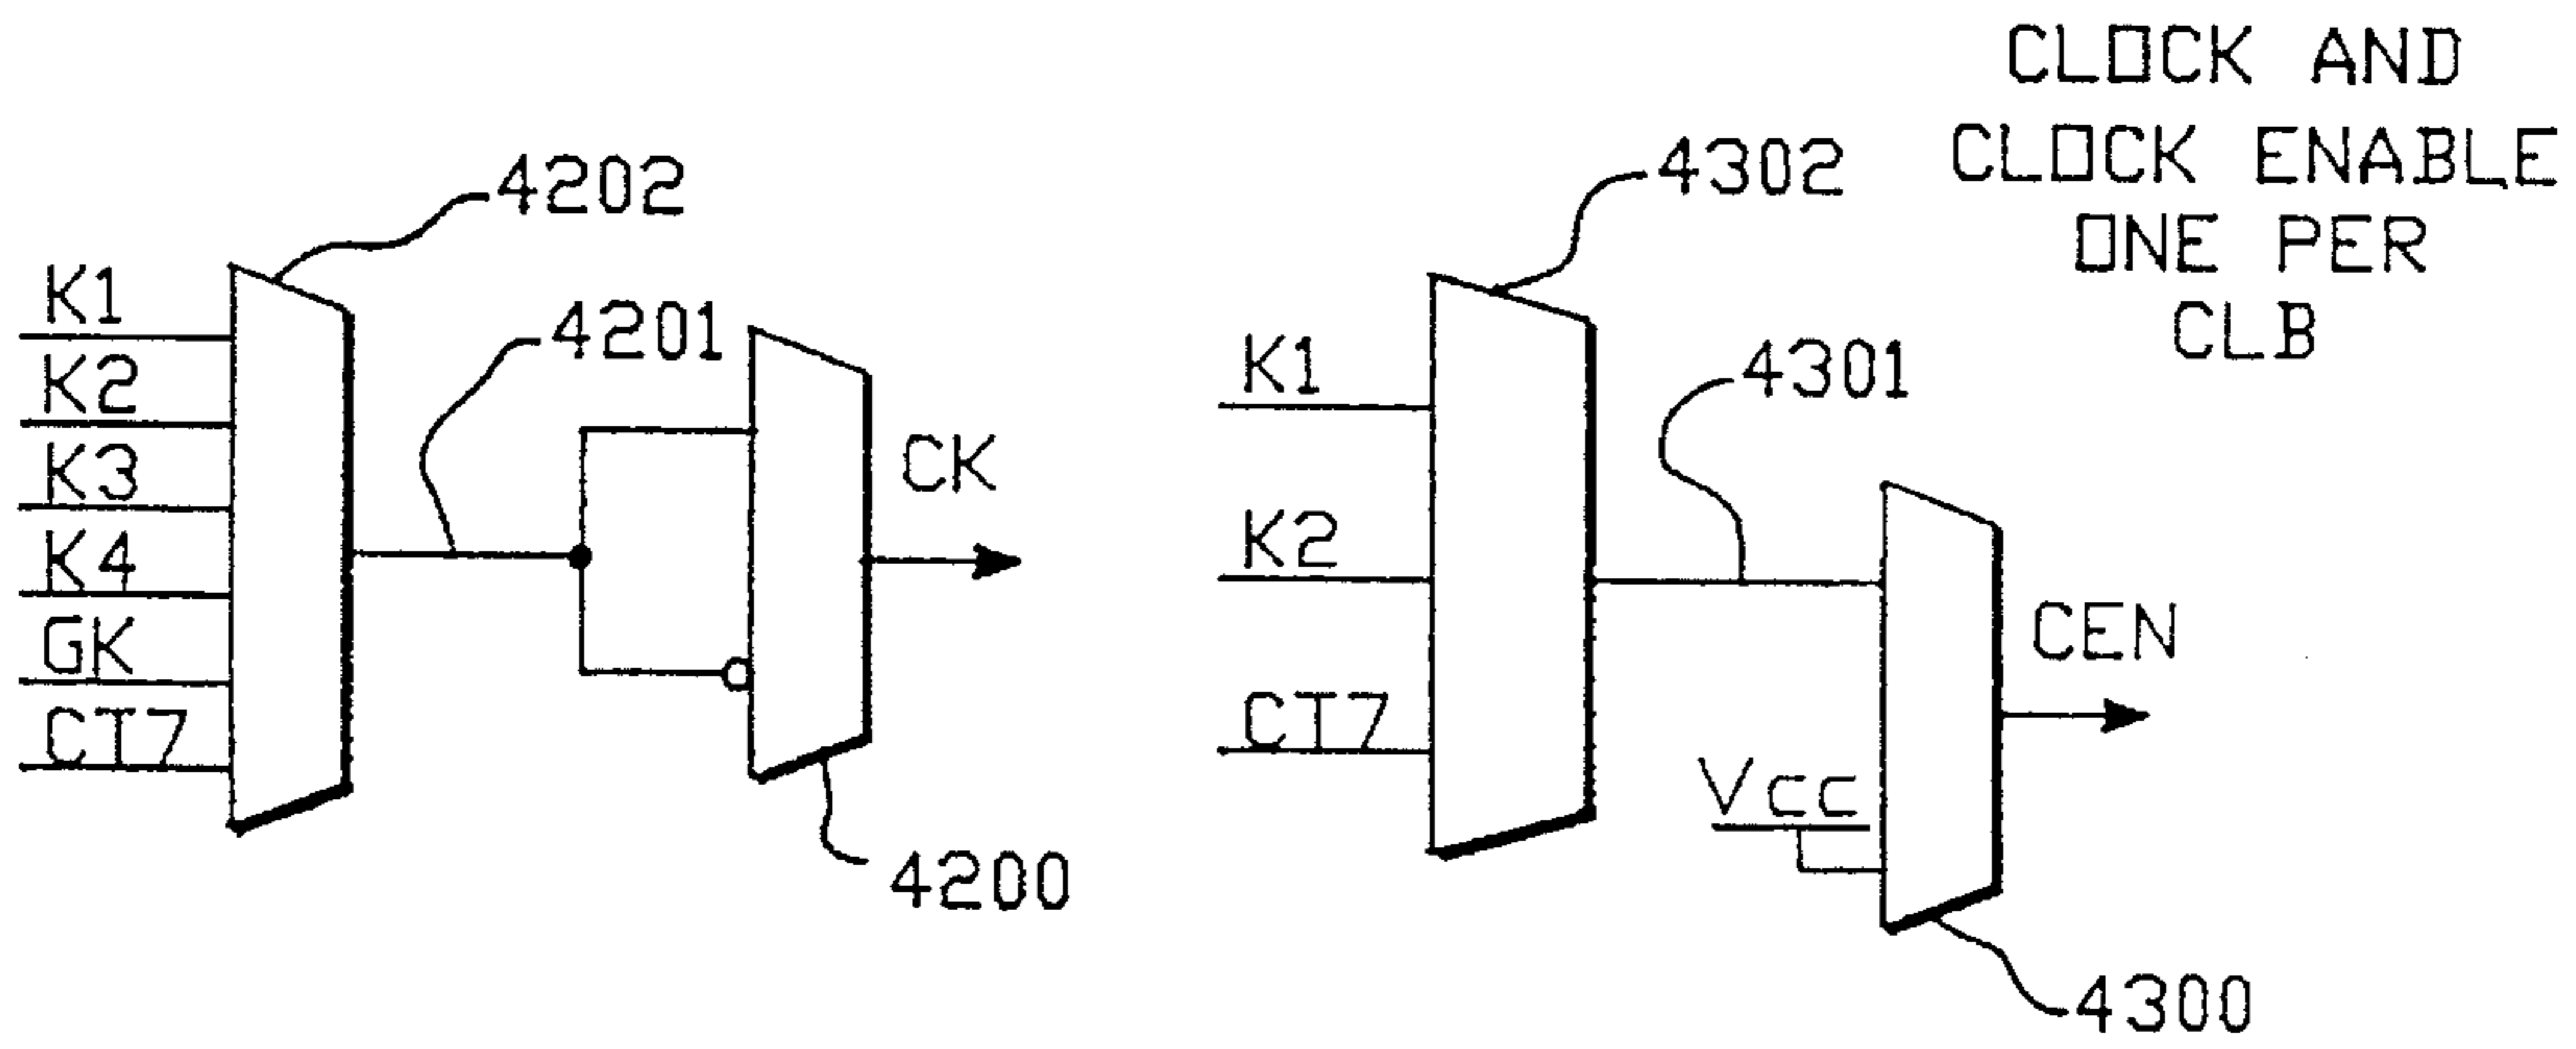 CLOCK AND
CLOCK ENABLE
ONE PER
CLB
4202
K1
K2
K3
K4
GK
CT7
4201
CK
4200
4302
K1
K2
CT7
4301
Vcc
CEN
4300